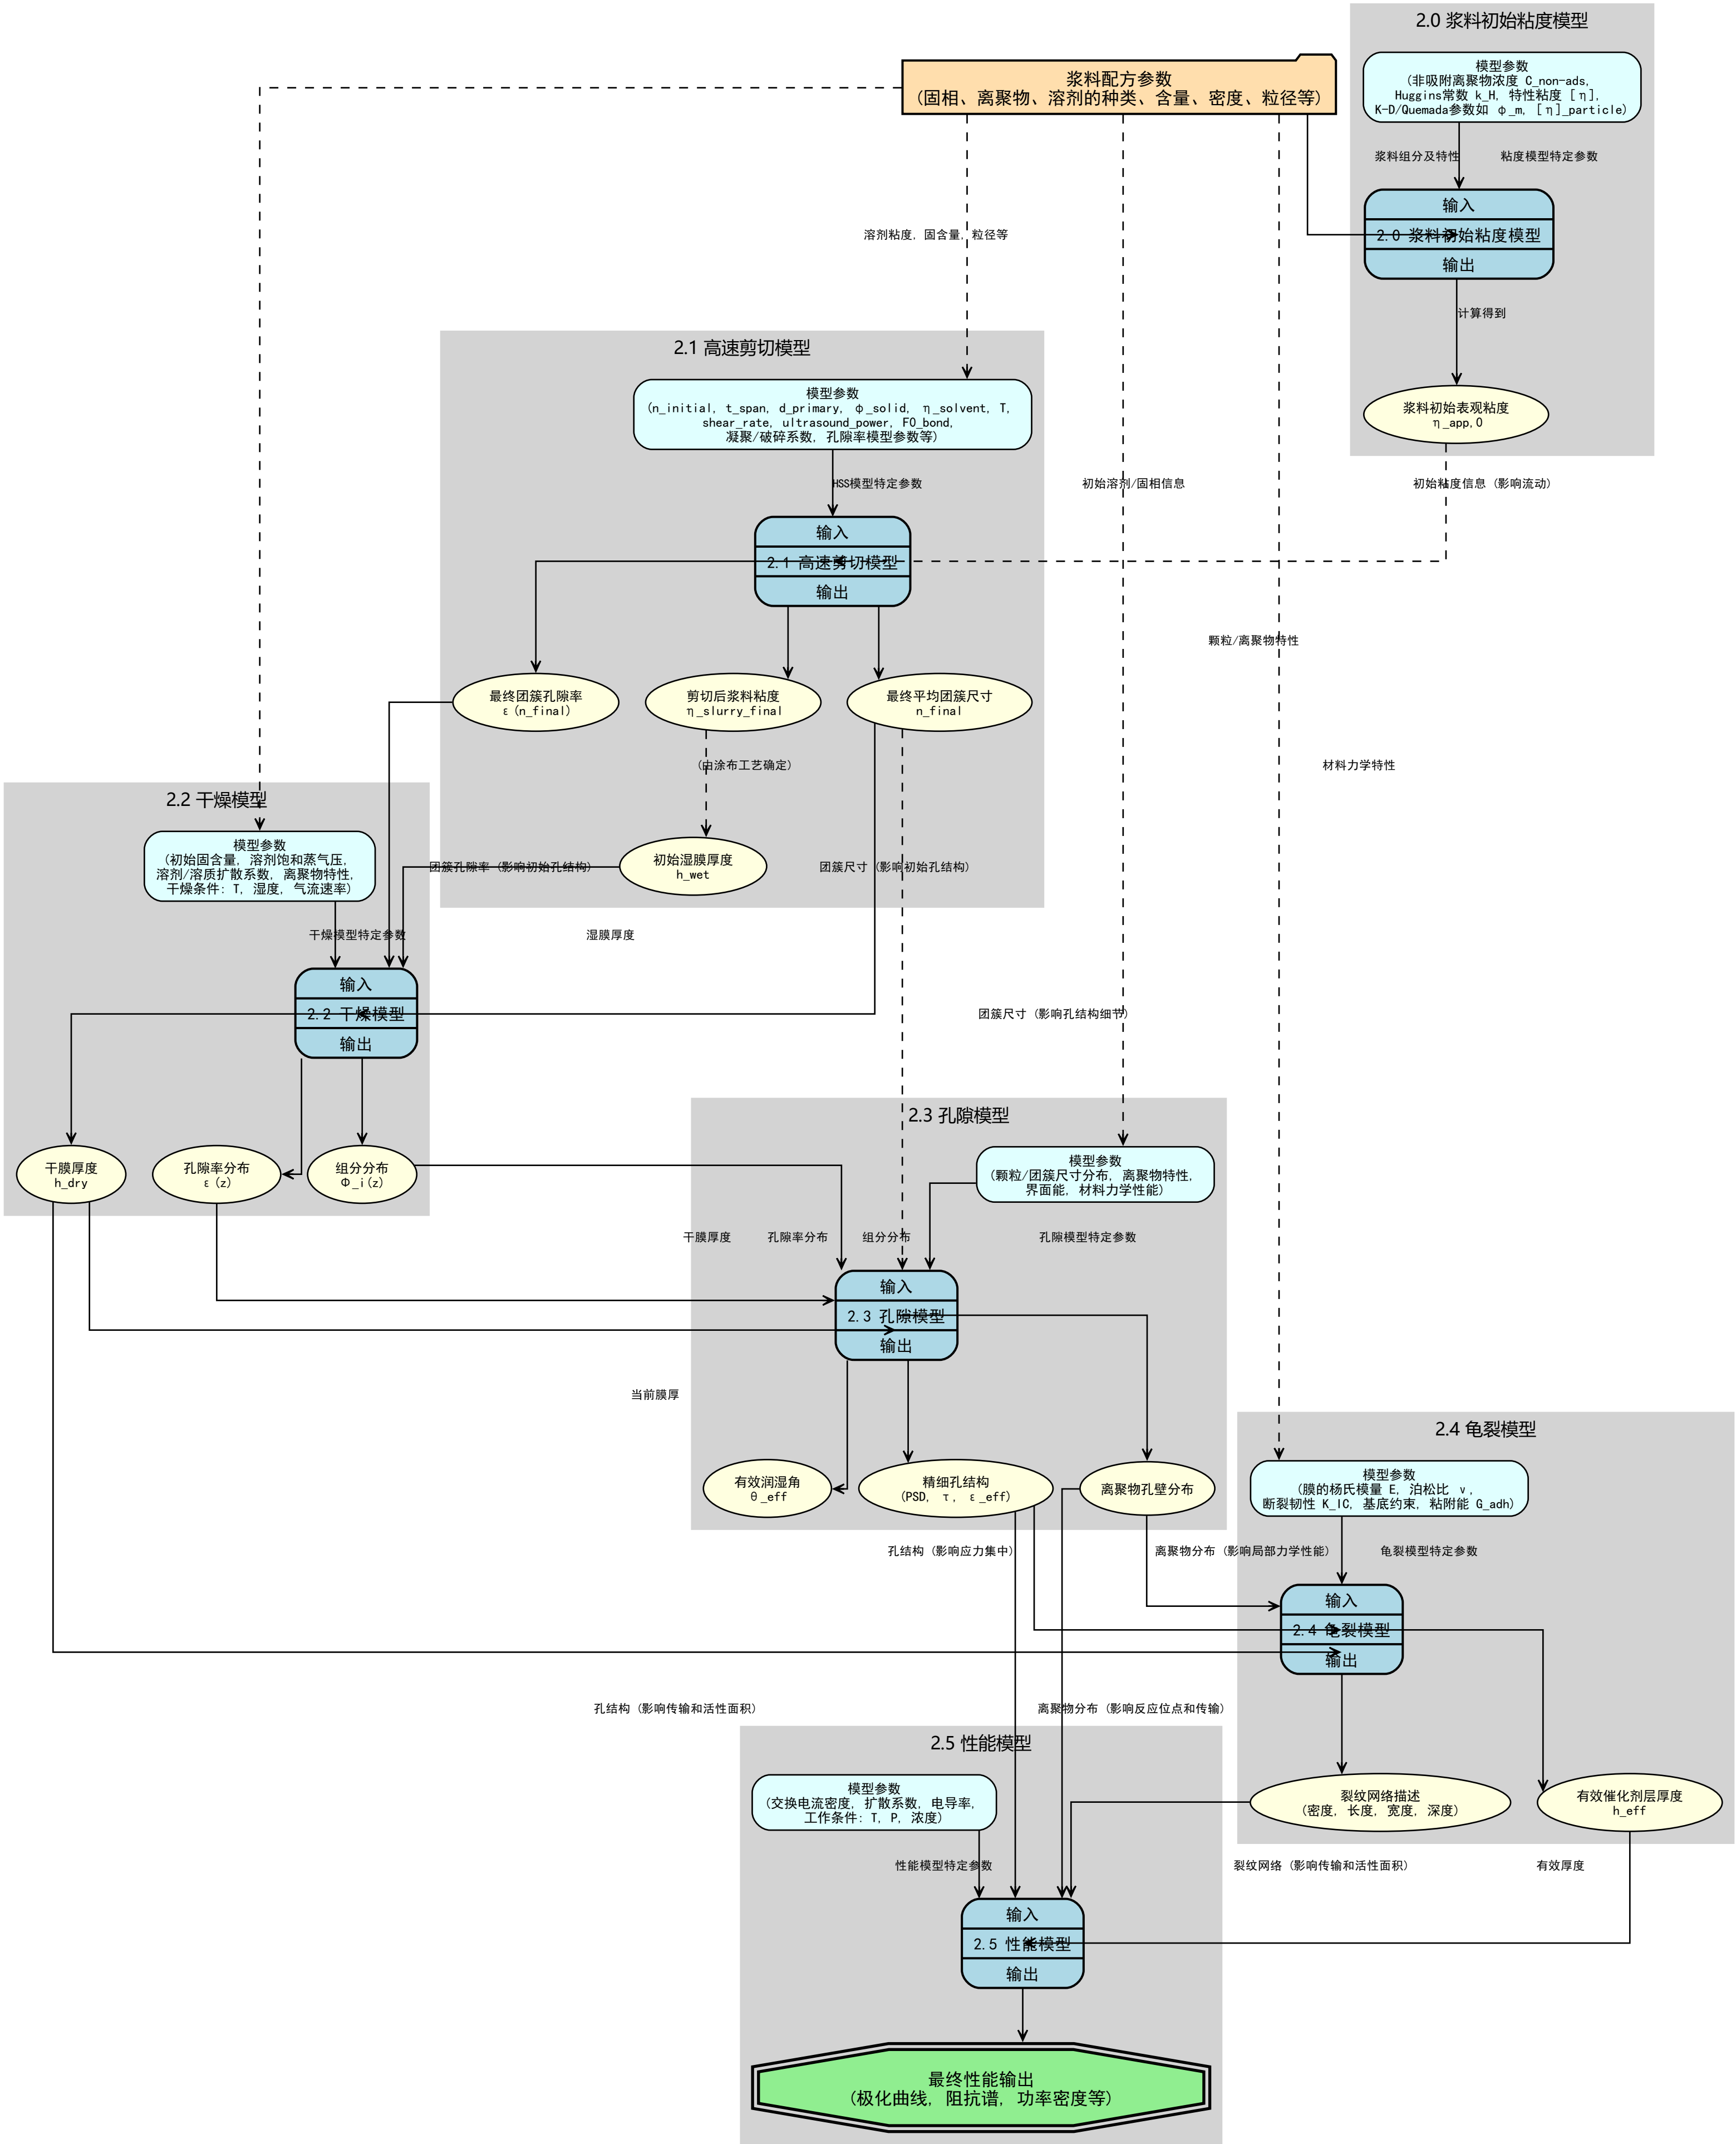 2.0 浆料初始粘度模型
模型参数
(非吸附离聚物浓度 C_non-ads,
Huggins常数 k_H, 特性粘度 [η],
K-D/Quemada参数如 φ_m, [η]_particle)
浆料配方参数
(固相、离聚物、溶剂的种类、含量、密度、粒径等)
浆料组分及特性
粘度模型特定参数
输入
2.0 浆料初始粘度模型
输出
溶剂粘度, 固含量, 粒径等
计算得到
2.1 高速剪切模型
模型参数
(n_initial, t_span, d_primary, φ_solid, η_solvent, T,
shear_rate, ultrasound_power, F0_bond,
凝聚/破碎系数, 孔隙率模型参数等)
浆料初始表观粘度
η_app,0
HSS模型特定参数
初始溶剂/固相信息
初始粘度信息 (影响流动)
输入
2.1 高速剪切模型
输出
颗粒/离聚物特性
最终团簇孔隙率
ε(n_final)
剪切后浆料粘度
η_slurry_final
最终平均团簇尺寸
n_final
(由涂布工艺确定)
材料力学特性
2.2 干燥模型
模型参数
(初始固含量, 溶剂饱和蒸气压,
溶剂/溶质扩散系数, 离聚物特性,
干燥条件: T, 湿度, 气流速率)
团簇孔隙率 (影响初始孔结构)
初始湿膜厚度
h_wet
团簇尺寸 (影响初始孔结构)
干燥模型特定参数
湿膜厚度
输入
2.2 干燥模型
输出
团簇尺寸 (影响孔结构细节)
2.3 孔隙模型
干膜厚度
h_dry
孔隙率分布
ε(z)
组分分布
Φ_i(z)
模型参数
(颗粒/团簇尺寸分布, 离聚物特性,
界面能, 材料力学性能)
干膜厚度
孔隙率分布
组分分布
孔隙模型特定参数
输入
2.3 孔隙模型
输出
当前膜厚
2.4 龟裂模型
有效润湿角
θ_eff
精细孔结构
(PSD, τ, ε_eff)
离聚物孔壁分布
模型参数
(膜的杨氏模量 E, 泊松比 ν,
断裂韧性 K_IC, 基底约束, 粘附能 G_adh)
孔结构 (影响应力集中)
离聚物分布 (影响局部力学性能)
龟裂模型特定参数
输入
2.4 龟裂模型
输出
孔结构 (影响传输和活性面积)
离聚物分布 (影响反应位点和传输)
2.5 性能模型
模型参数
(交换电流密度, 扩散系数, 电导率,
工作条件: T, P, 浓度)
裂纹网络描述
(密度, 长度, 宽度, 深度)
有效催化剂层厚度
h_eff
性能模型特定参数
裂纹网络 (影响传输和活性面积)
有效厚度
输入
2.5 性能模型
输出
最终性能输出
(极化曲线, 阻抗谱, 功率密度等)